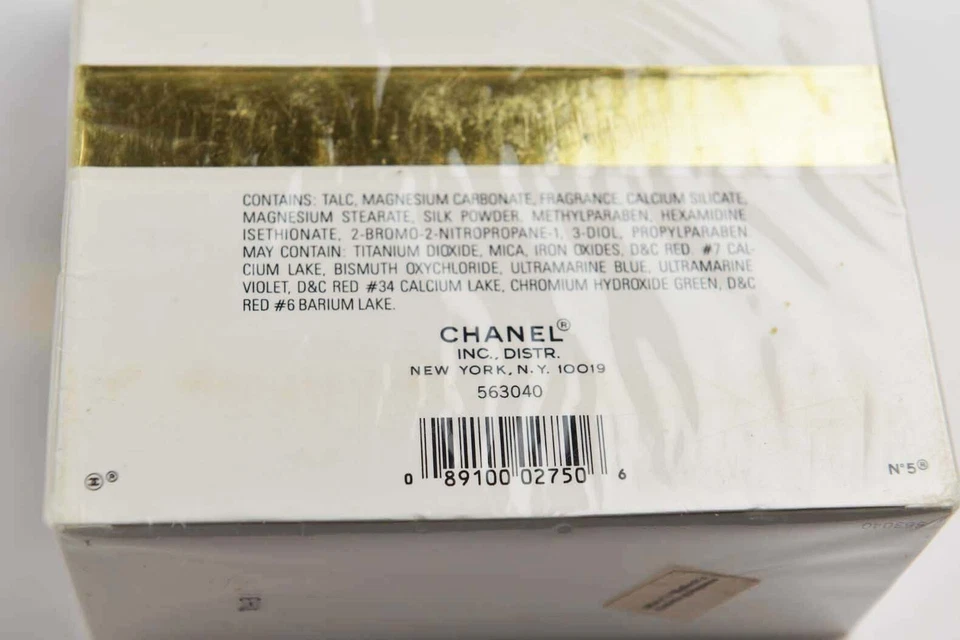 CONTAINS: TALC, MAGNESIUM CARBONATE, FRAGRANCE, CALCIUM SILICATE,
MAGNESIUM STEARATE, SILK POWDER, METHYLPARABEN, HEXAMIDINE
ISETHIONATE, 2-BROMO-2-NITROPROPANE-1, 3-DIOL, PROPYLPARABEN
MAY CONTAIN: TITANIUM DIOXIDE, MICA, IRON OXIDES, D&C RED #7 CAL-
CIUM LAKE, BISMUTH OXYCHLORIDE, ULTRAMARINE BLUE, ULTRAMARINE
VIOLET, D&C RED #34 CALCIUM LAKE, CHROMIUM HYDROXIDE GREEN, D&C
RED #6 BARIUM LAKE.
CHANEL®
INC., DISTR.
NEW YORK, N.Y. 10019
563040
0 89100 02750 6
H ®
N°5®